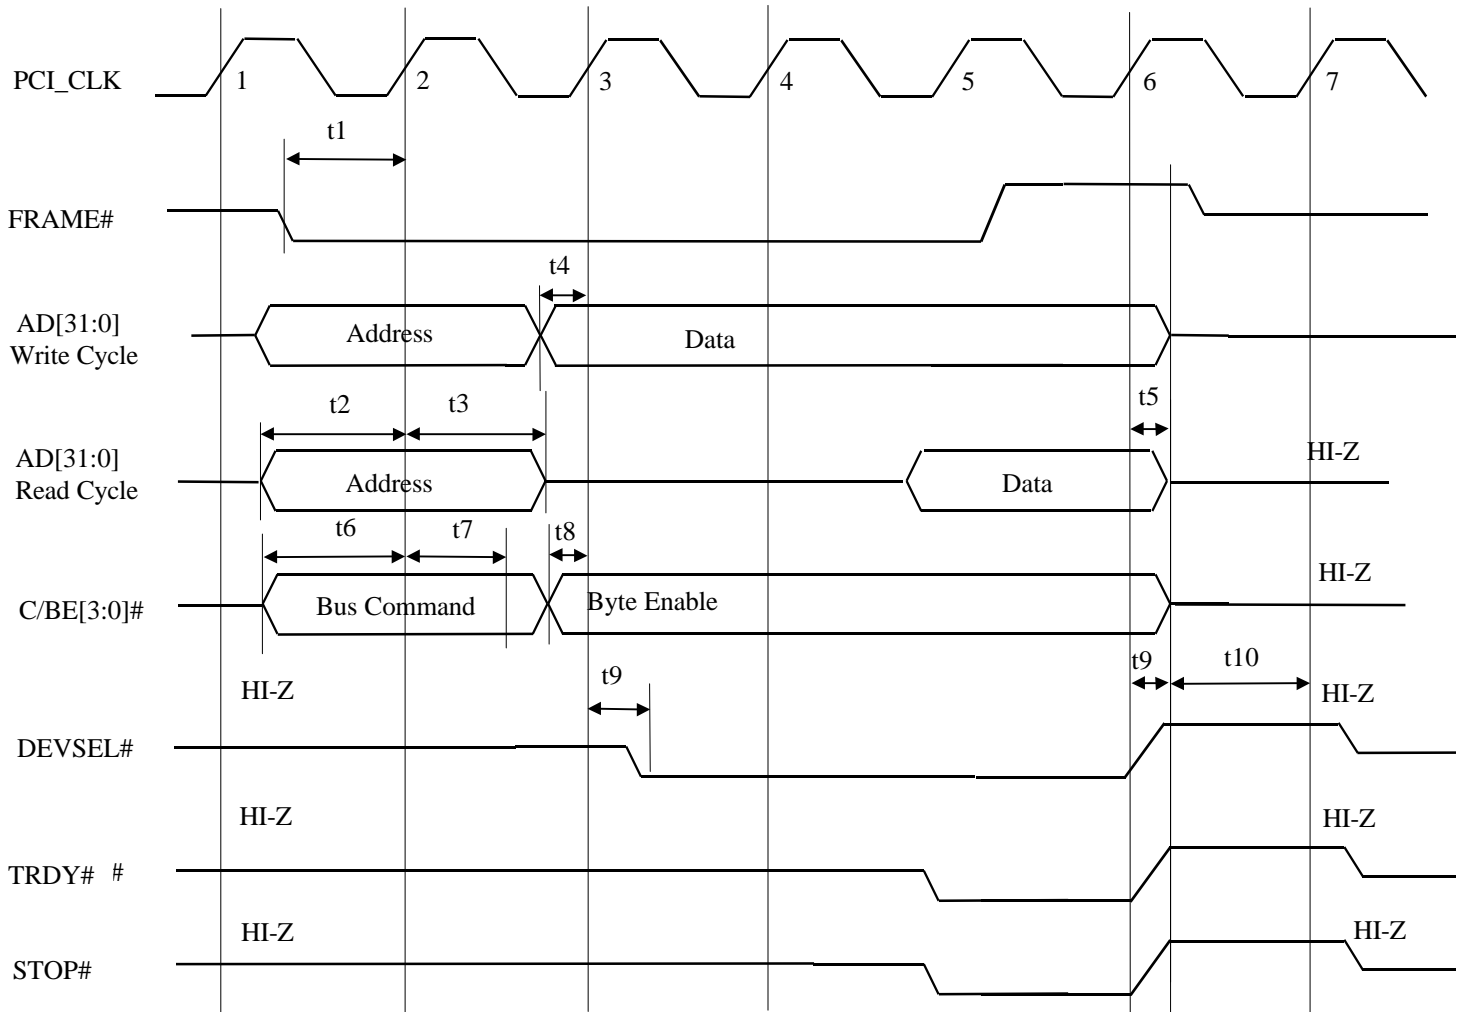 PCI_CLK 1 2 3 4 5 6 7
t1
FRAME#
t4
AD[31:0]
Write Cycle
Address Data
t2 t3 t5
AD[31:0]
Read Cycle
Address Data HI-Z
t6 t7 t8
C/BE[3:0]# Bus Command Byte Enable HI-Z
t9 t9 t10
HI-Z HI-Z
DEVSEL#
HI-Z HI-Z
TRDY# #
HI-Z HI-Z
STOP#